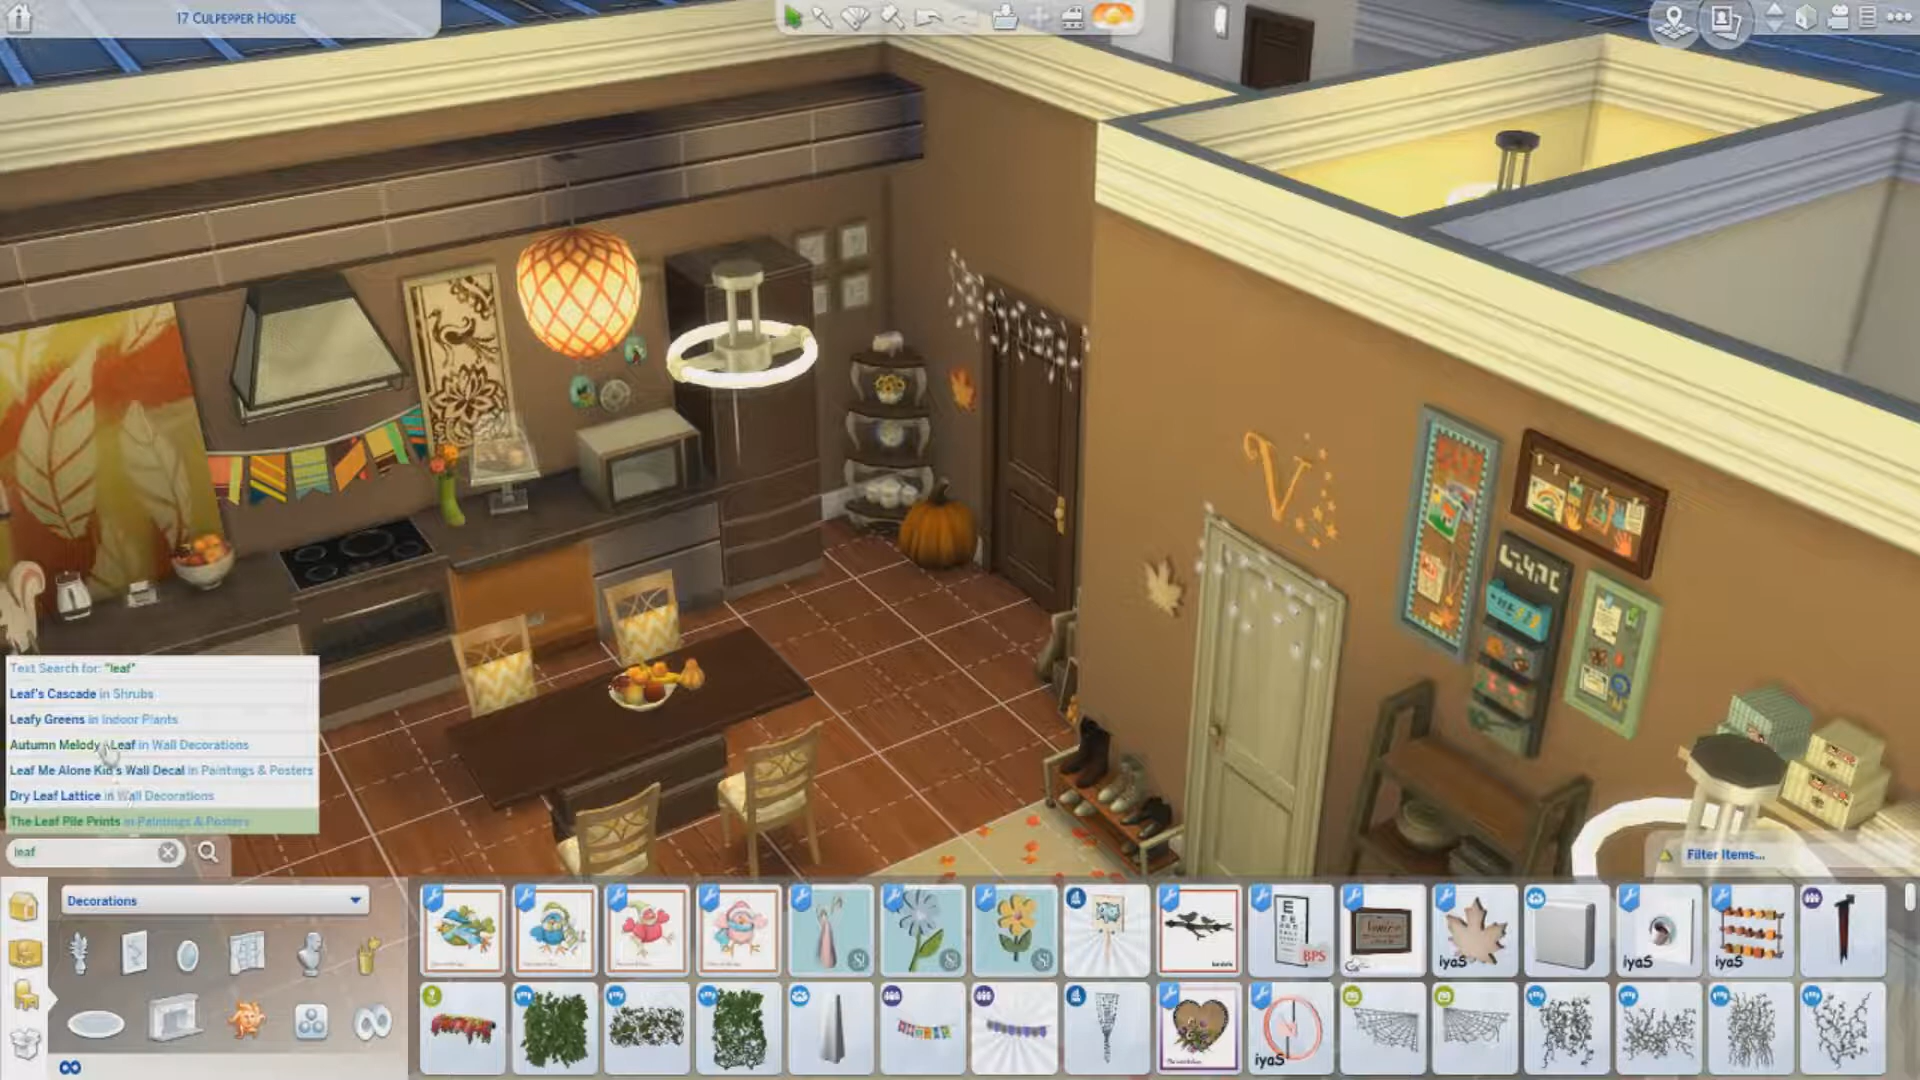 17 CULPEPPER HOUSE
V
Text Search for: "leaf"
Leaf's Cascade in Shrubs
Leafy Greens in Indoor Plants
Autumn Melody - Leaf in Wall Decorations
Leaf Me Alone Kid's Wall Decal in Paintings & Posters
Dry Leaf Lattice in Wall Decorations
The Leaf Pile Prints in Paintings & Posters
leaf
Filter Items...
Decorations
BPS
iyaS
iyaS
iyaS
iyaS